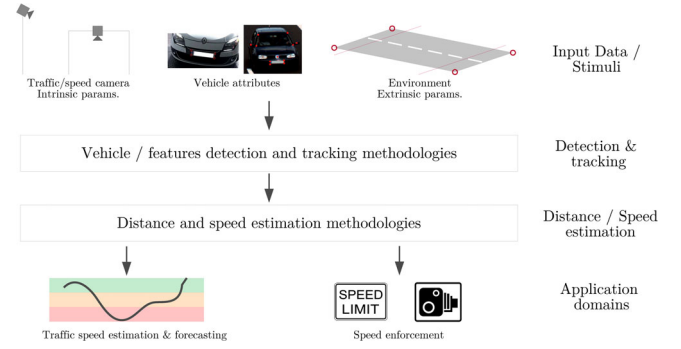 Input Data /
Stimuli
Traffic/speed camera
Intrinsic params.
Vehicle attributes
Environment
Extrinsic params.
Vehicle / features detection and tracking methodologies
Detection &
tracking
Distance and speed estimation methodologies
Distance / Speed
estimation
SPEED
LIMIT
Application
domains
Traffic speed estimation & forecasting
Speed enforcement